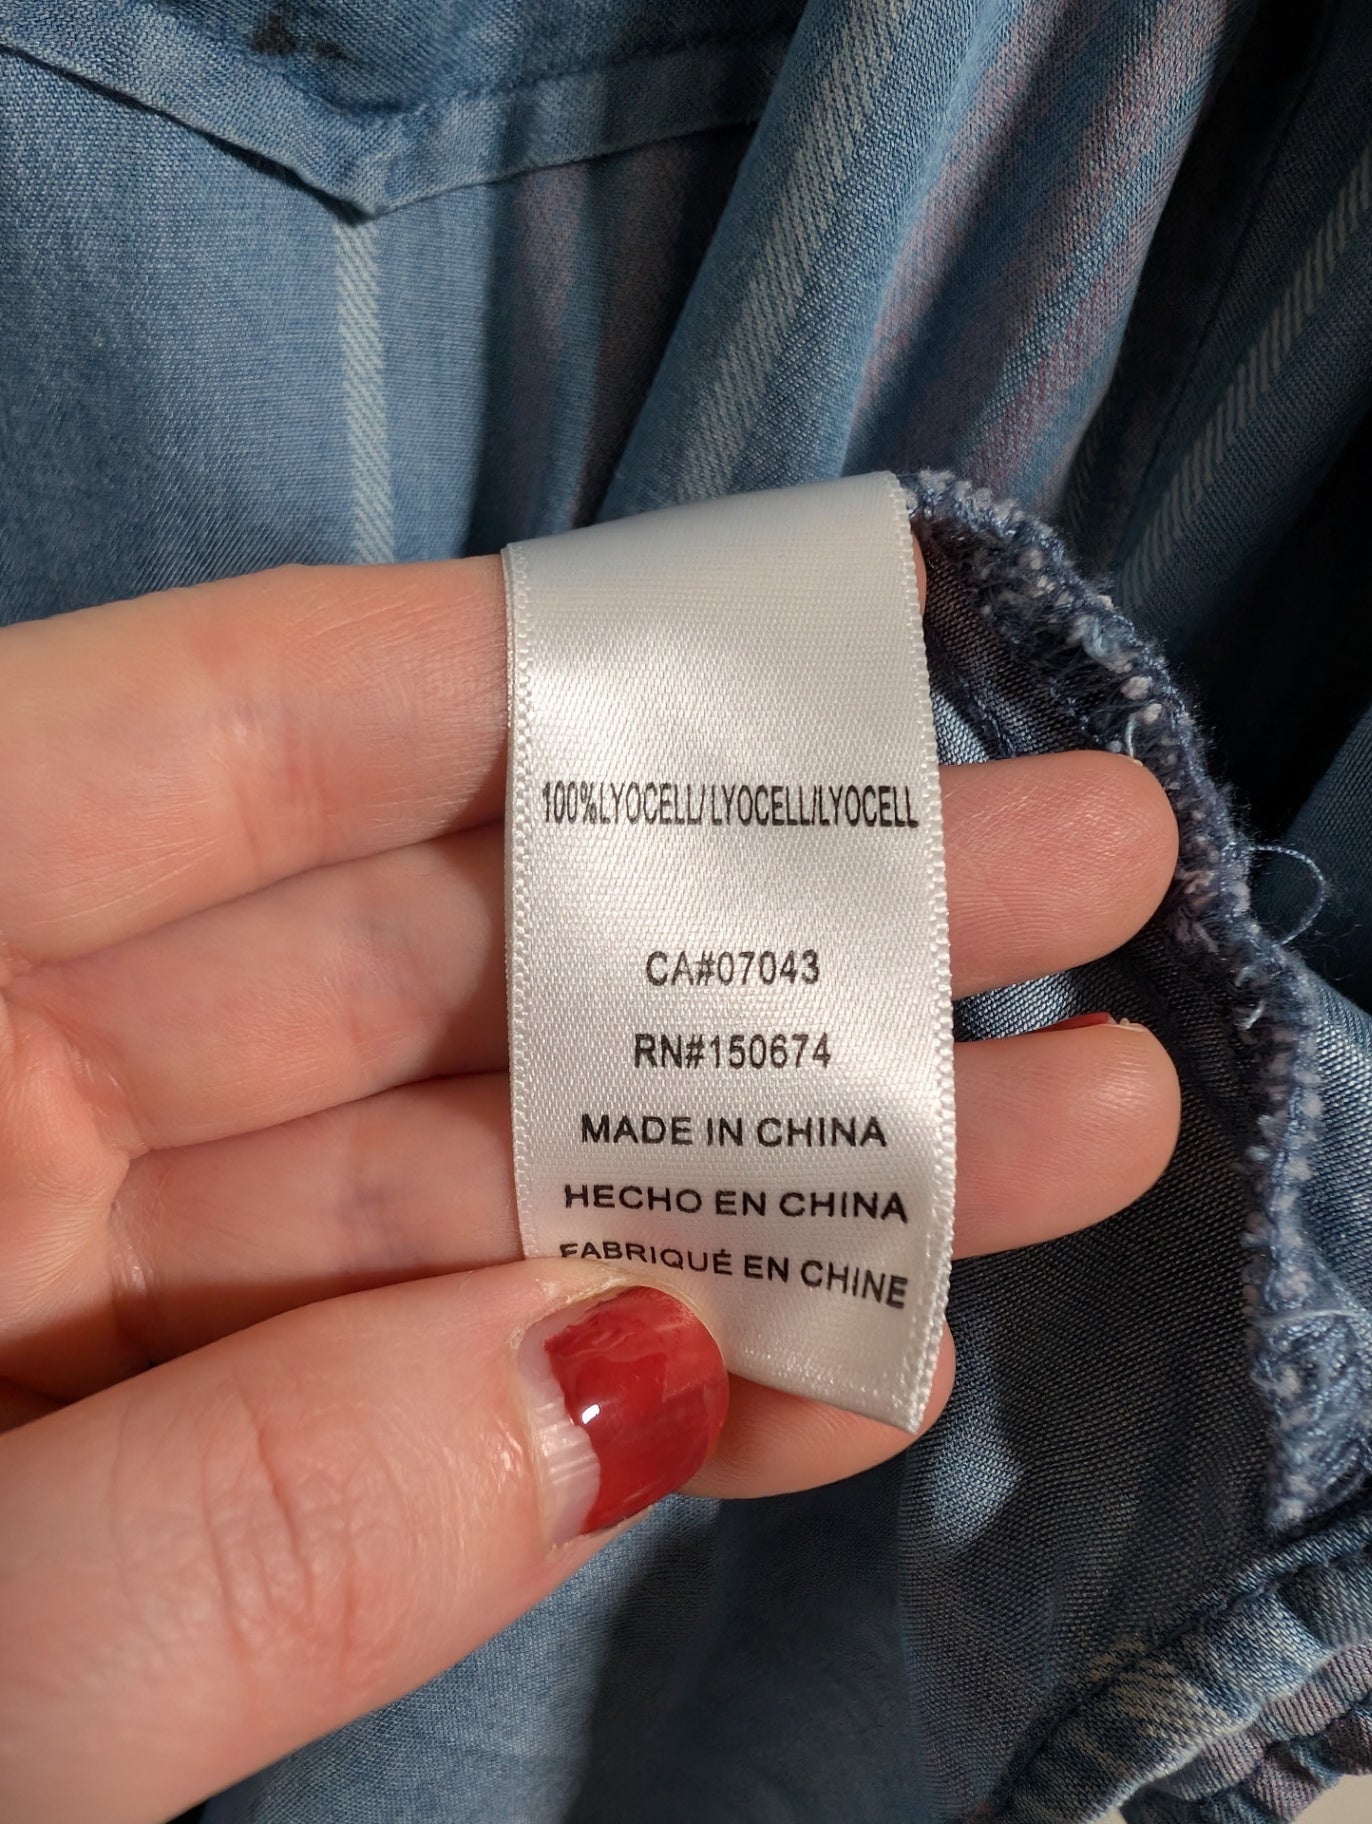 100%LYOCELL/LYOCELL/LYOCELL
CA#07043
RN#150674
MADE IN CHINA
HECHO EN CHINA
FABRIQUÉ EN CHINE